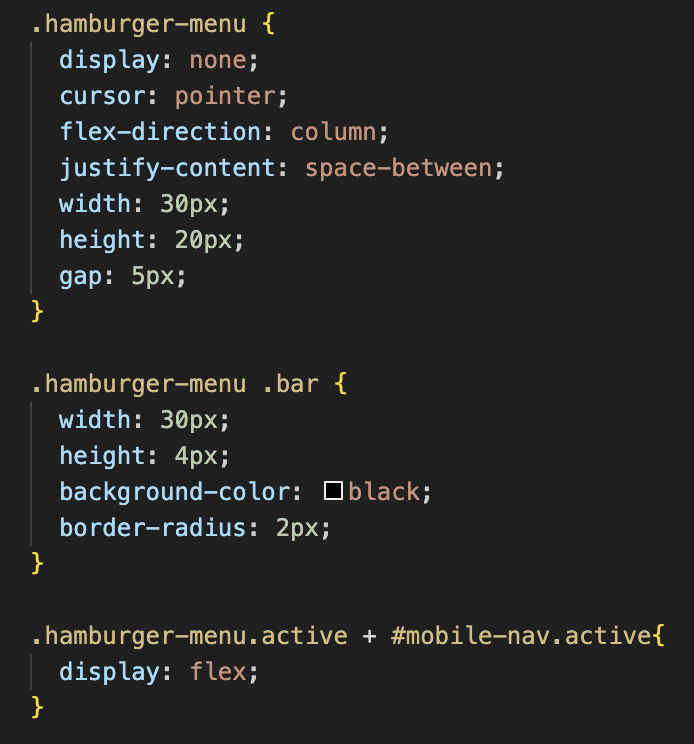 .hamburger-menu {
  display: none;
  cursor: pointer;
  flex-direction: column;
  justify-content: space-between;
  width: 30px;
  height: 20px;
  gap: 5px;
}

.hamburger-menu .bar {
  width: 30px;
  height: 4px;
  background-color: black;
  border-radius: 2px;
}

.hamburger-menu.active + #mobile-nav.active{
  display: flex;
}